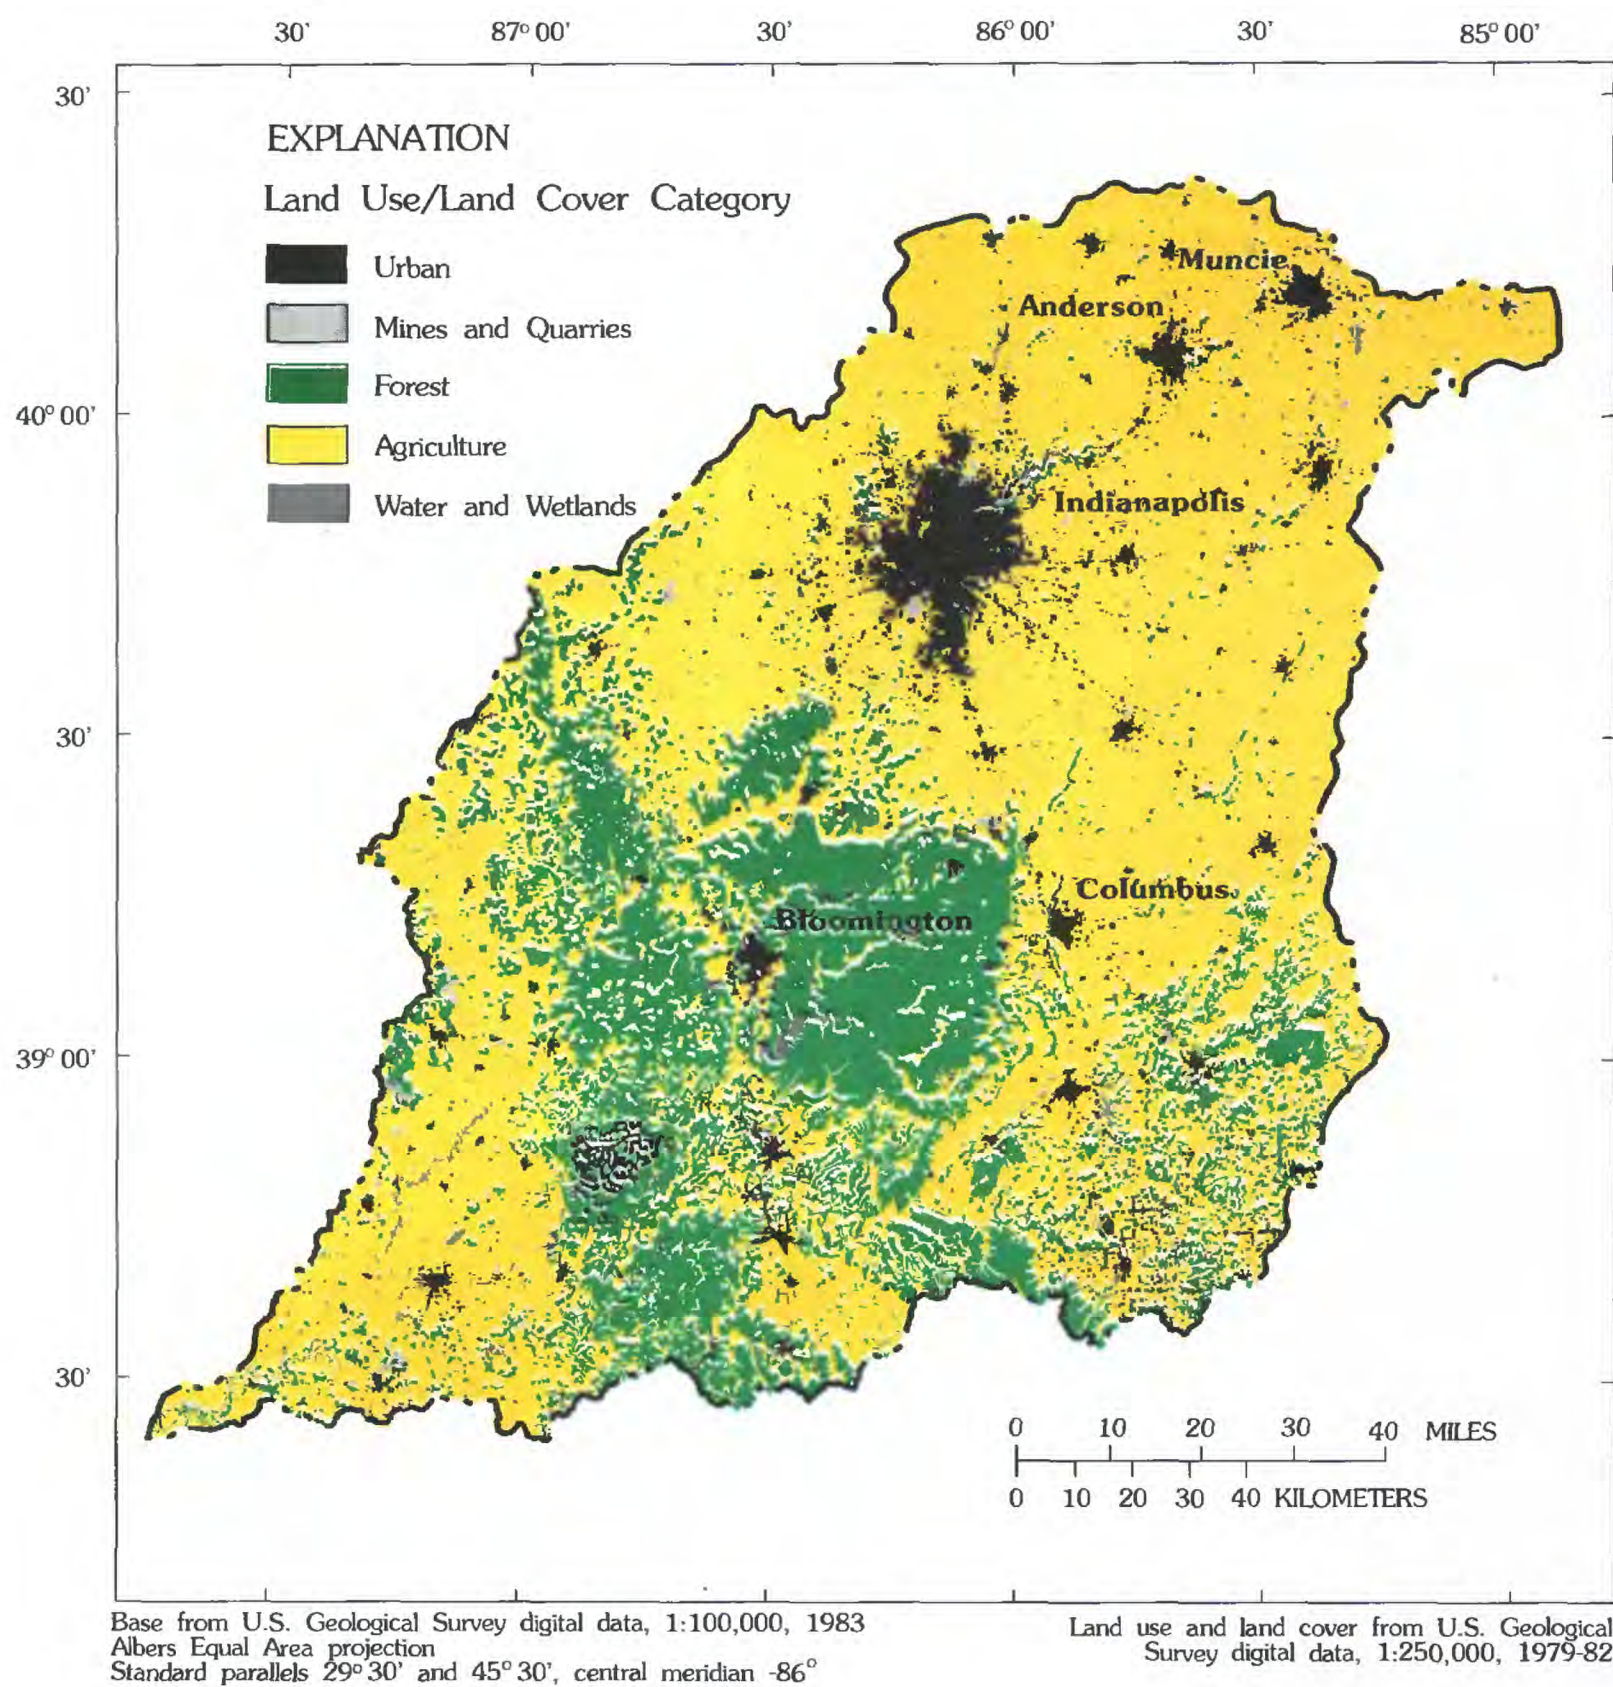 30' 87° 00' 30' 86° 00' 30' 85° 00'
30'
EXPLANATION
Land Use/Land Cover Category
Urban
Mines and Quarries
Forest
Agriculture
Water and Wetlands
Muncie
Anderson
40° 00'
Indianapolis
30'
Columbus
Bloomington
39° 00'
30'
0 10 20 30 40 MILES
0 10 20 30 40 KILOMETERS
Base from U.S. Geological Survey digital data, 1:100,000, 1983
Albers Equal Area projection
Standard parallels 29° 30' and 45° 30', central meridian -86°
Land use and land cover from U.S. Geological
Survey digital data, 1:250,000, 1979-82